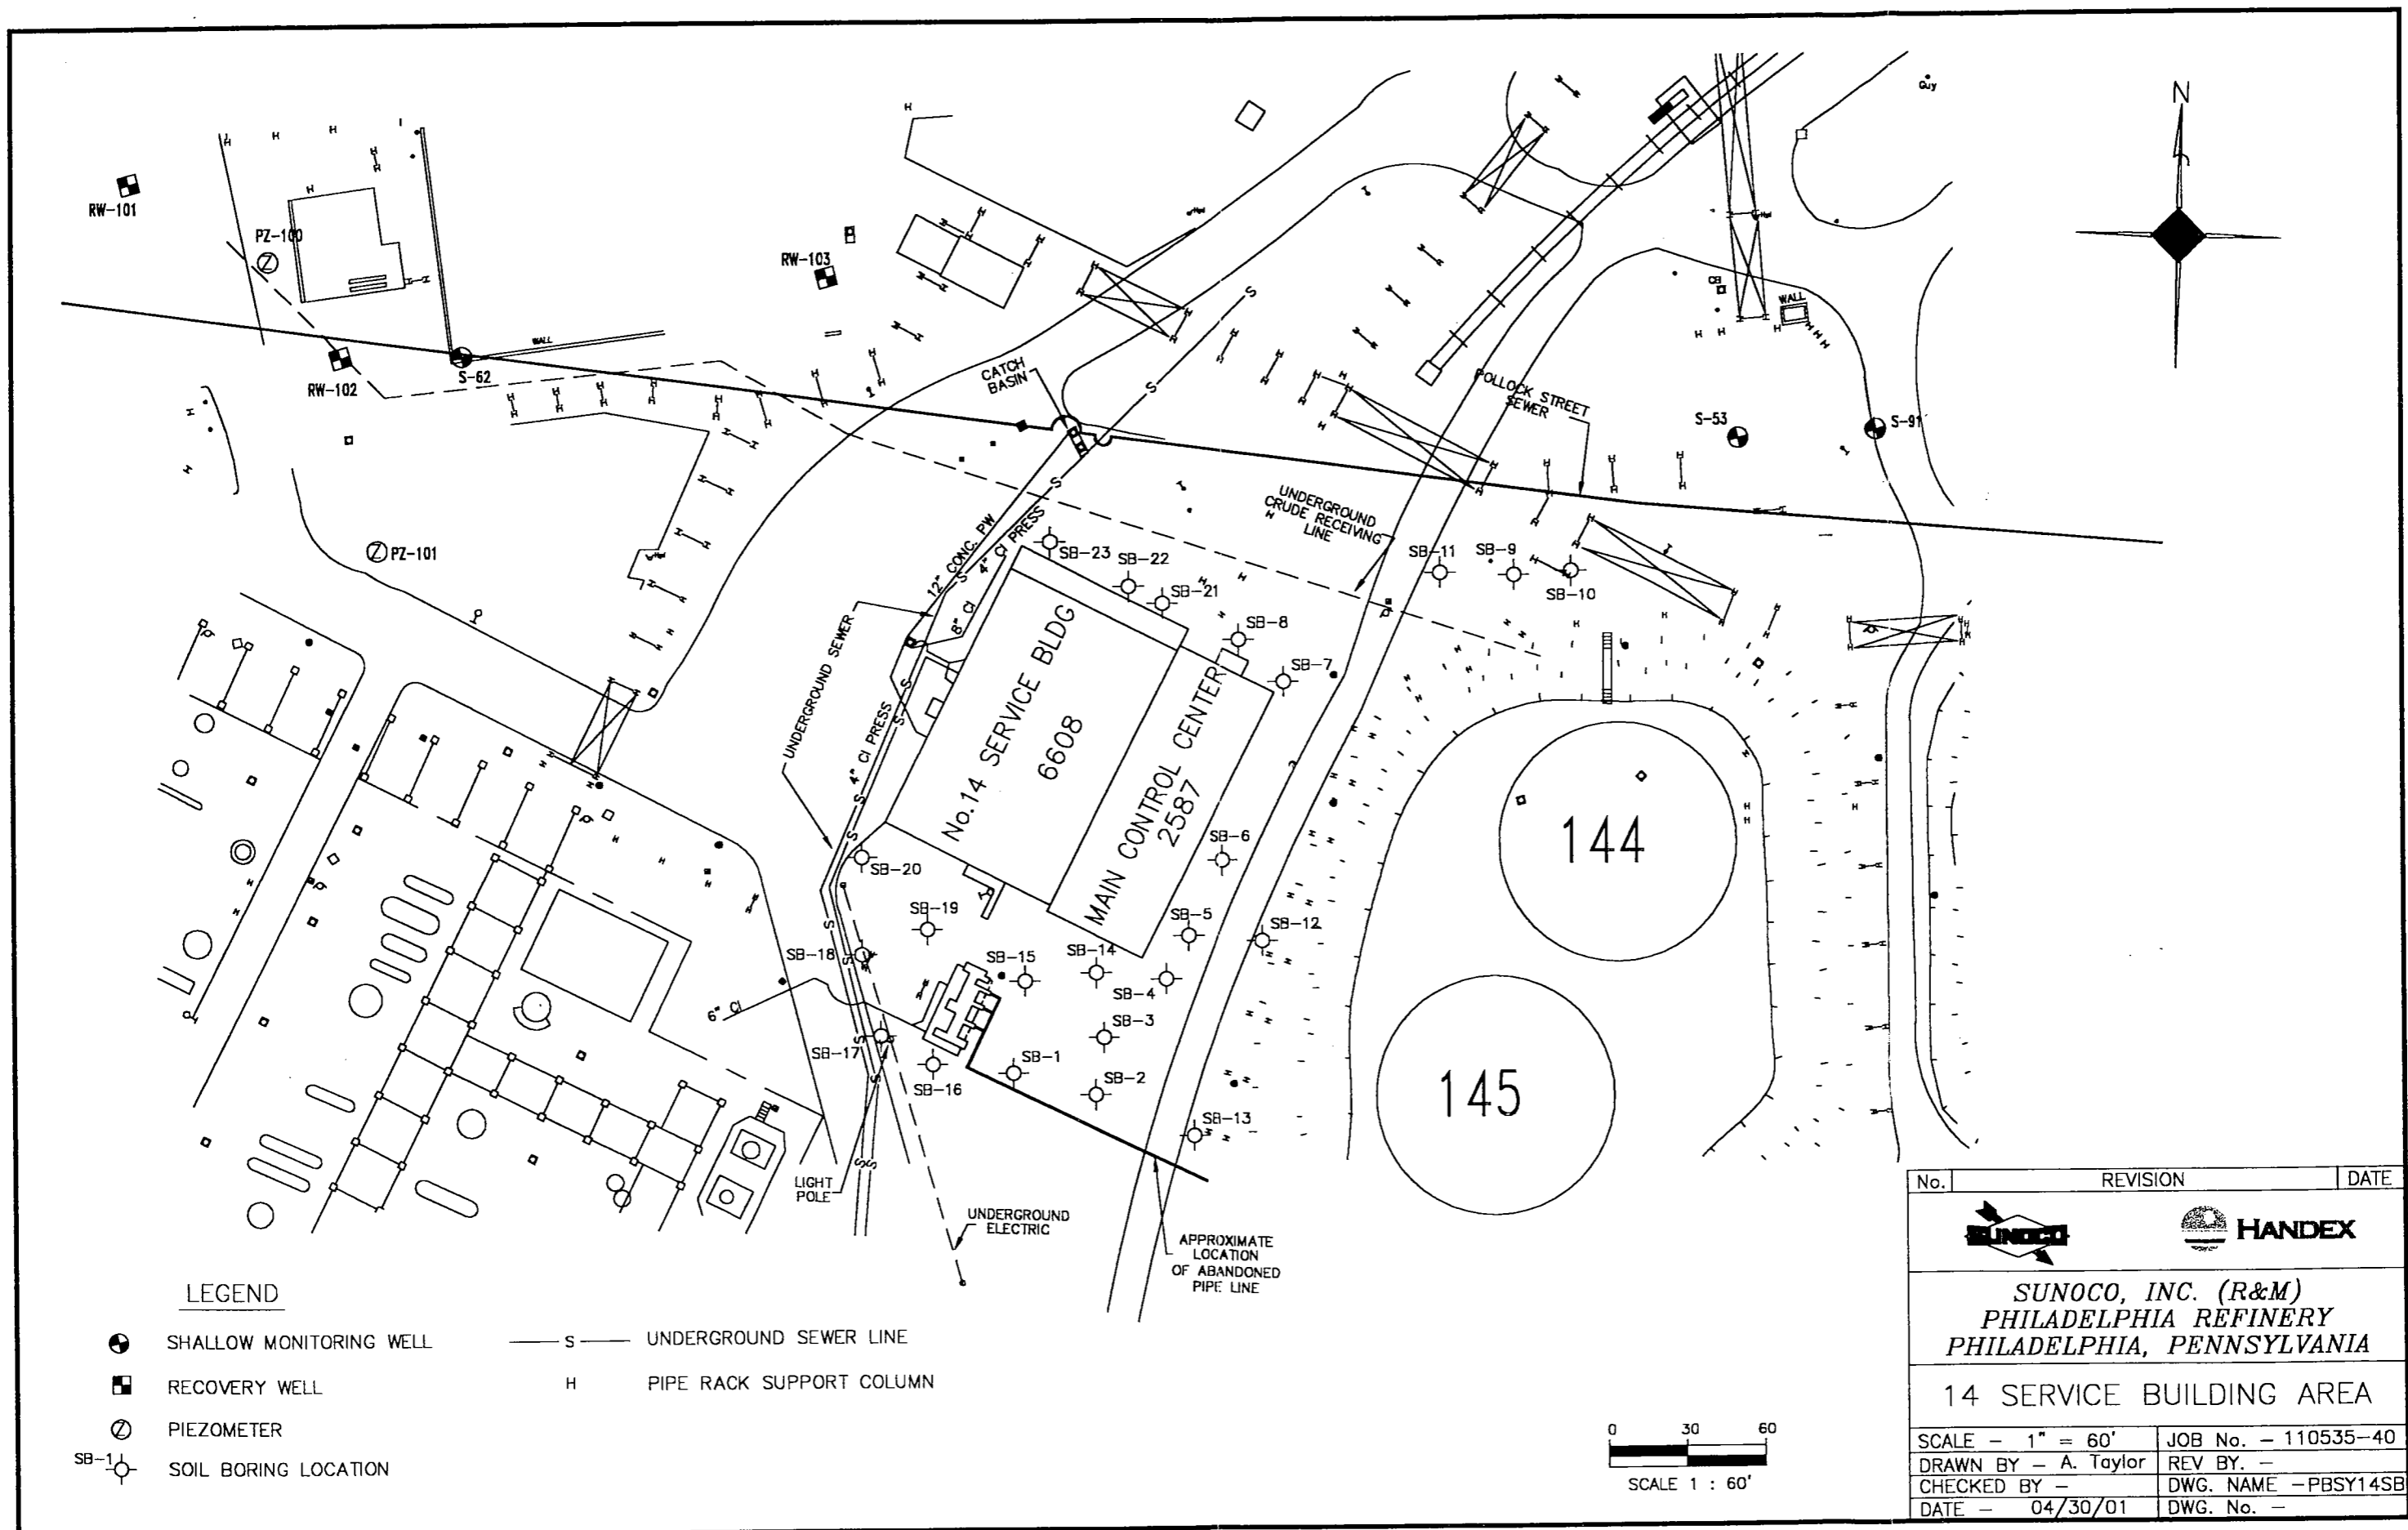 Guy
N
RW-101
PZ-100
RW-103
CB
WALL
WALL
S-62
RW-102
CATCH
BASIN
POLLOCK STREET
SEWER
S-53
S-91
UNDERGROUND
CRUDE RECEIVING
LINE
PZ-101
12" CONC. PW
4" CI PRESS
8" CI
SB-23
SB-22
SB-21
SB-11
SB-9
SB-10
SB-8
SB-7
UNDERGROUND SEWER
4" CI PRESS
No.14 SERVICE BLDG
6608
MAIN CONTROL CENTER
2587
144
SB-6
SB-20
SB-19
SB-5
SB-12
SB-18
SB-15
SB-14
SB-4
6" CI
SB-3
SB-17
SB-1
SB-16
SB-2
145
SB-13
LIGHT
POLE
UNDERGROUND
ELECTRIC
APPROXIMATE
LOCATION
OF ABANDONED
PIPE LINE
LEGEND
SHALLOW MONITORING WELL
S UNDERGROUND SEWER LINE
RECOVERY WELL
H PIPE RACK SUPPORT COLUMN
PIEZOMETER
SB-1
SOIL BORING LOCATION
0 30 60
SCALE 1 : 60'
No. REVISION DATE
SUNOCO
HANDEX
SUNOCO, INC. (R&M)
PHILADELPHIA REFINERY
PHILADELPHIA, PENNSYLVANIA
14 SERVICE BUILDING AREA
SCALE - 1" = 60' JOB No. - 110535-40
DRAWN BY - A. Taylor REV BY. -
CHECKED BY - DWG. NAME -PBSY14SB
DATE - 04/30/01 DWG. No. -